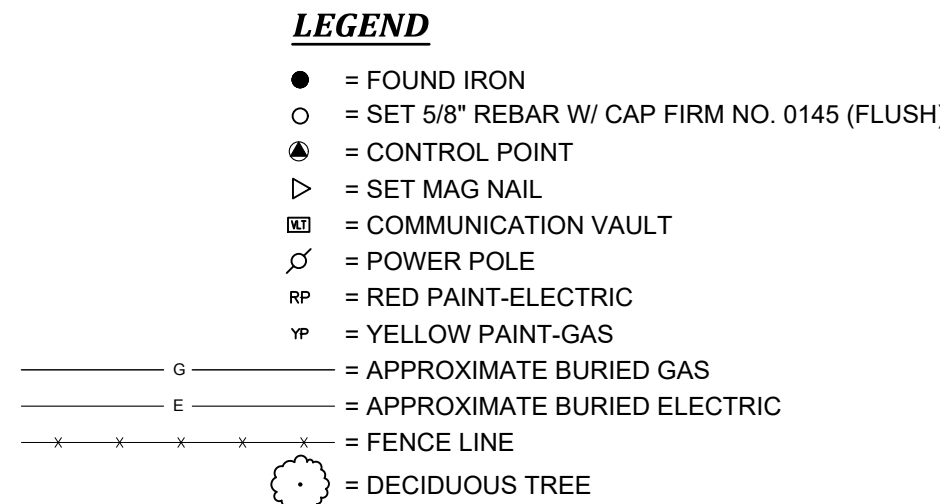 LEGEND
= FOUND IRON
= SET 5/8" REBAR W/ CAP FIRM NO. 0145 (FLUSH)
= CONTROL POINT
= SET MAG NAIL
VLT = COMMUNICATION VAULT
= POWER POLE
RP = RED PAINT-ELECTRIC
YP = YELLOW PAINT-GAS
G = APPROXIMATE BURIED GAS
E = APPROXIMATE BURIED ELECTRIC
x x x x x = FENCE LINE
= DECIDUOUS TREE